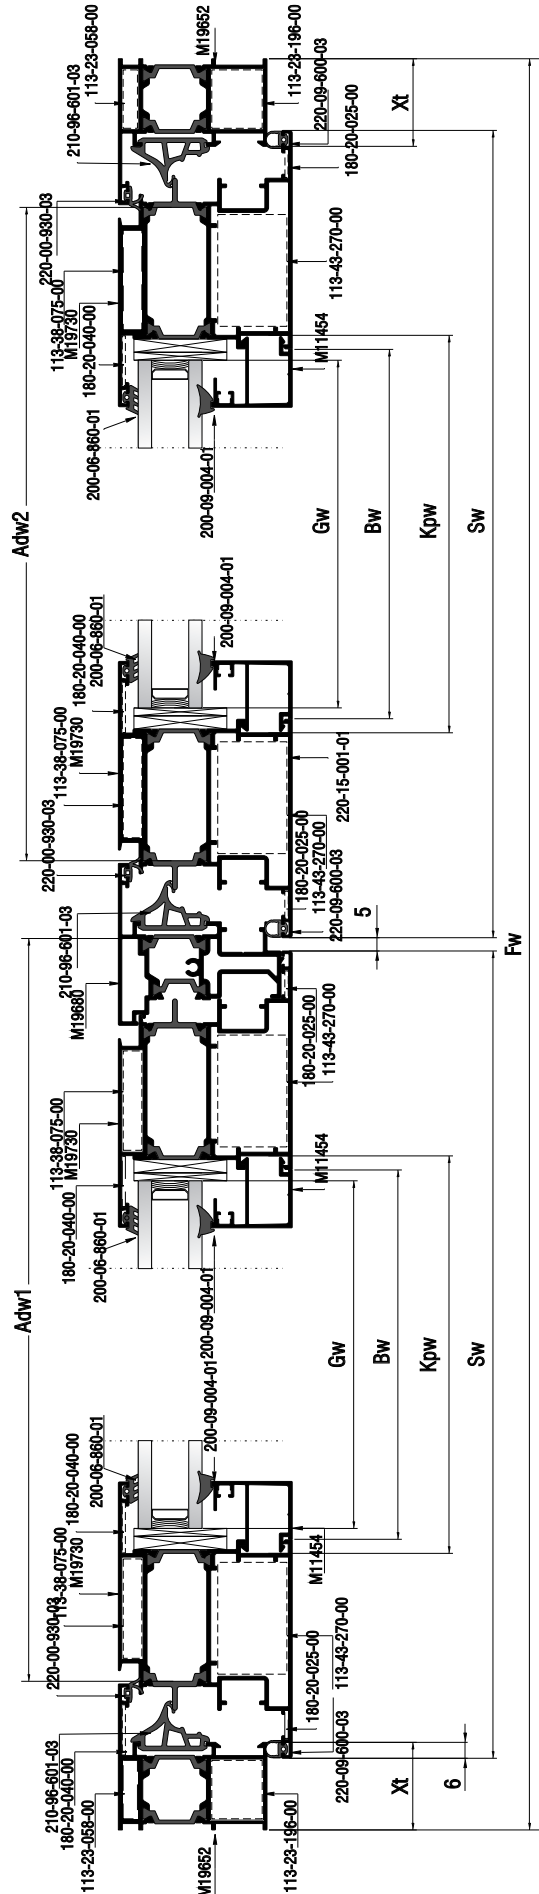 113-23-058-00
210-96-601-03
220-00-930-03
113-38-075-00
M19730
180-20-040-00
200-06-860-01
M19652
113-23-196-00
220-09-600-03
180-20-025-00
113-43-270-00
M11454
200-09-004-01
Xt
Adw2
Gw
Bw
Kpw
Sw
Fw
200-06-860-01
180-20-040-00
M19730
113-38-075-00
220-00-930-03
210-96-601-03
M19680
200-09-004-01
220-15-001-01
180-20-025-00
113-43-270-00
220-09-600-03
5
180-20-025-00
113-43-270-00
113-38-075-00
M19730
180-20-040-00
200-06-860-01
M11454
200-09-004-01
Adw1
Gw
Bw
Kpw
Sw
200-09-004-01
200-06-860-01
180-20-040-00
M19730
113-38-075-00
220-00-930-03
210-96-601-03
180-20-040-00
113-23-058-00
M11454
113-43-270-00
180-20-025-00
220-09-600-03
113-23-196-00
M19652
Xt
6